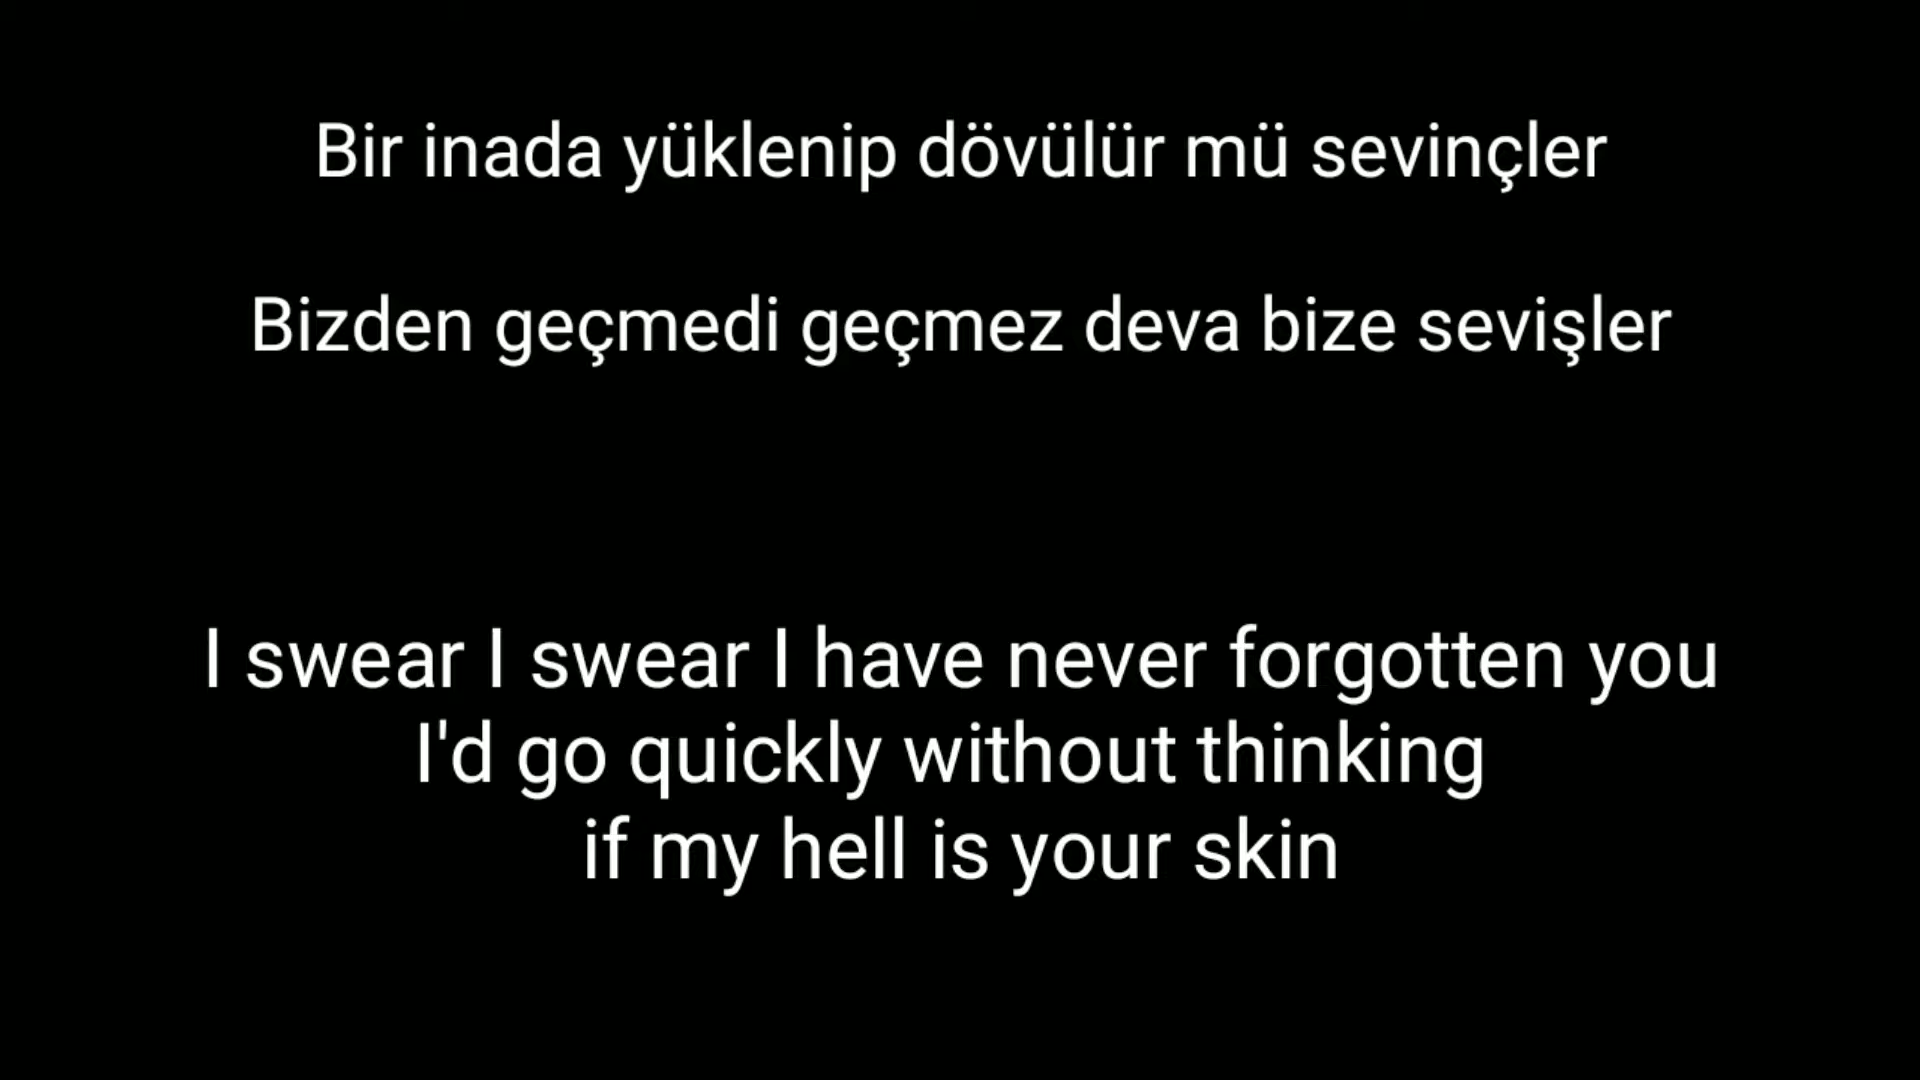 Bir inada yüklenip dövülür mü sevinçler
Bizden geçmedi geçmez deva bize sevişler
I swear I swear I have never forgotten you
I'd go quickly without thinking
if my hell is your skin